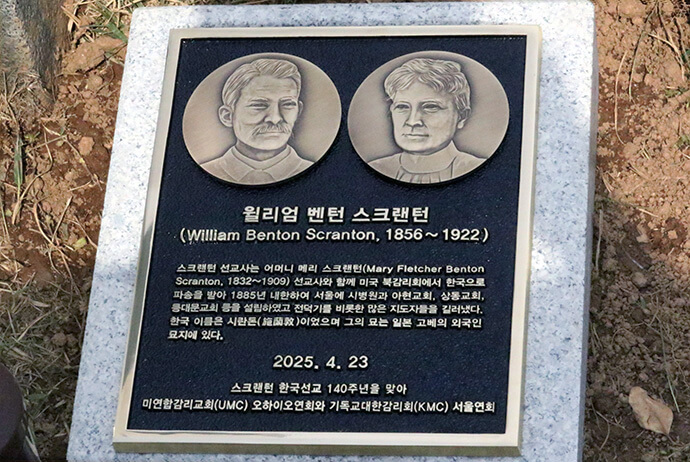 윌리엄 벤턴 스크랜턴
(William Benton Scranton, 1856～1922)
스크랜턴 선교사는 어머니 메리 스크랜턴(Mary Fletcher Benton
Scranton, 1832～1909) 선교사와 함께 미국 북감리회에서 한국으로
파송을 받아 1885년 내한하여 서울에 시병원과 아현교회, 상동교회,
동대문교회 등을 설립하였고 전덕기를 비롯한 많은 지도자들을 길러냈다.
한국 이름은 시란돈(施蘭敦)이었으며 그의 묘는 일본 고베의 외국인
묘지에 있다.
2025. 4. 23
스크랜턴 한국선교 140주년을 맞아
미연합감리교회(UMC) 오하이오연회와 기독교대한감리회(KMC) 서울연회